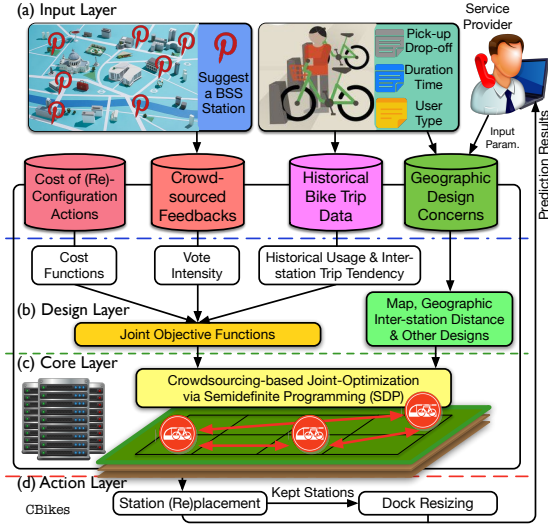 (a) Input Layer
Service
Provider
Suggest
a BSS
Station
Pick-up
Drop-off
Duration
Time
User
Type
Input
Param.
Prediction Results
Cost of (Re)-
Configuration
Actions
Crowd-
sourced
Feedbacks
Historical
Bike Trip
Data
Geographic
Design
Concerns
Cost
Functions
Vote
Intensity
Historical Usage & Inter-
station Trip Tendency
(b) Design Layer
Joint Objective Functions
Map, Geographic
Inter-station Distance
& Other Designs
(c) Core Layer
Crowdsourcing-based Joint-Optimization
via Semidefinite Programming (SDP)
(d) Action Layer
CBikes
Station (Re)placement
Kept Stations
Dock Resizing